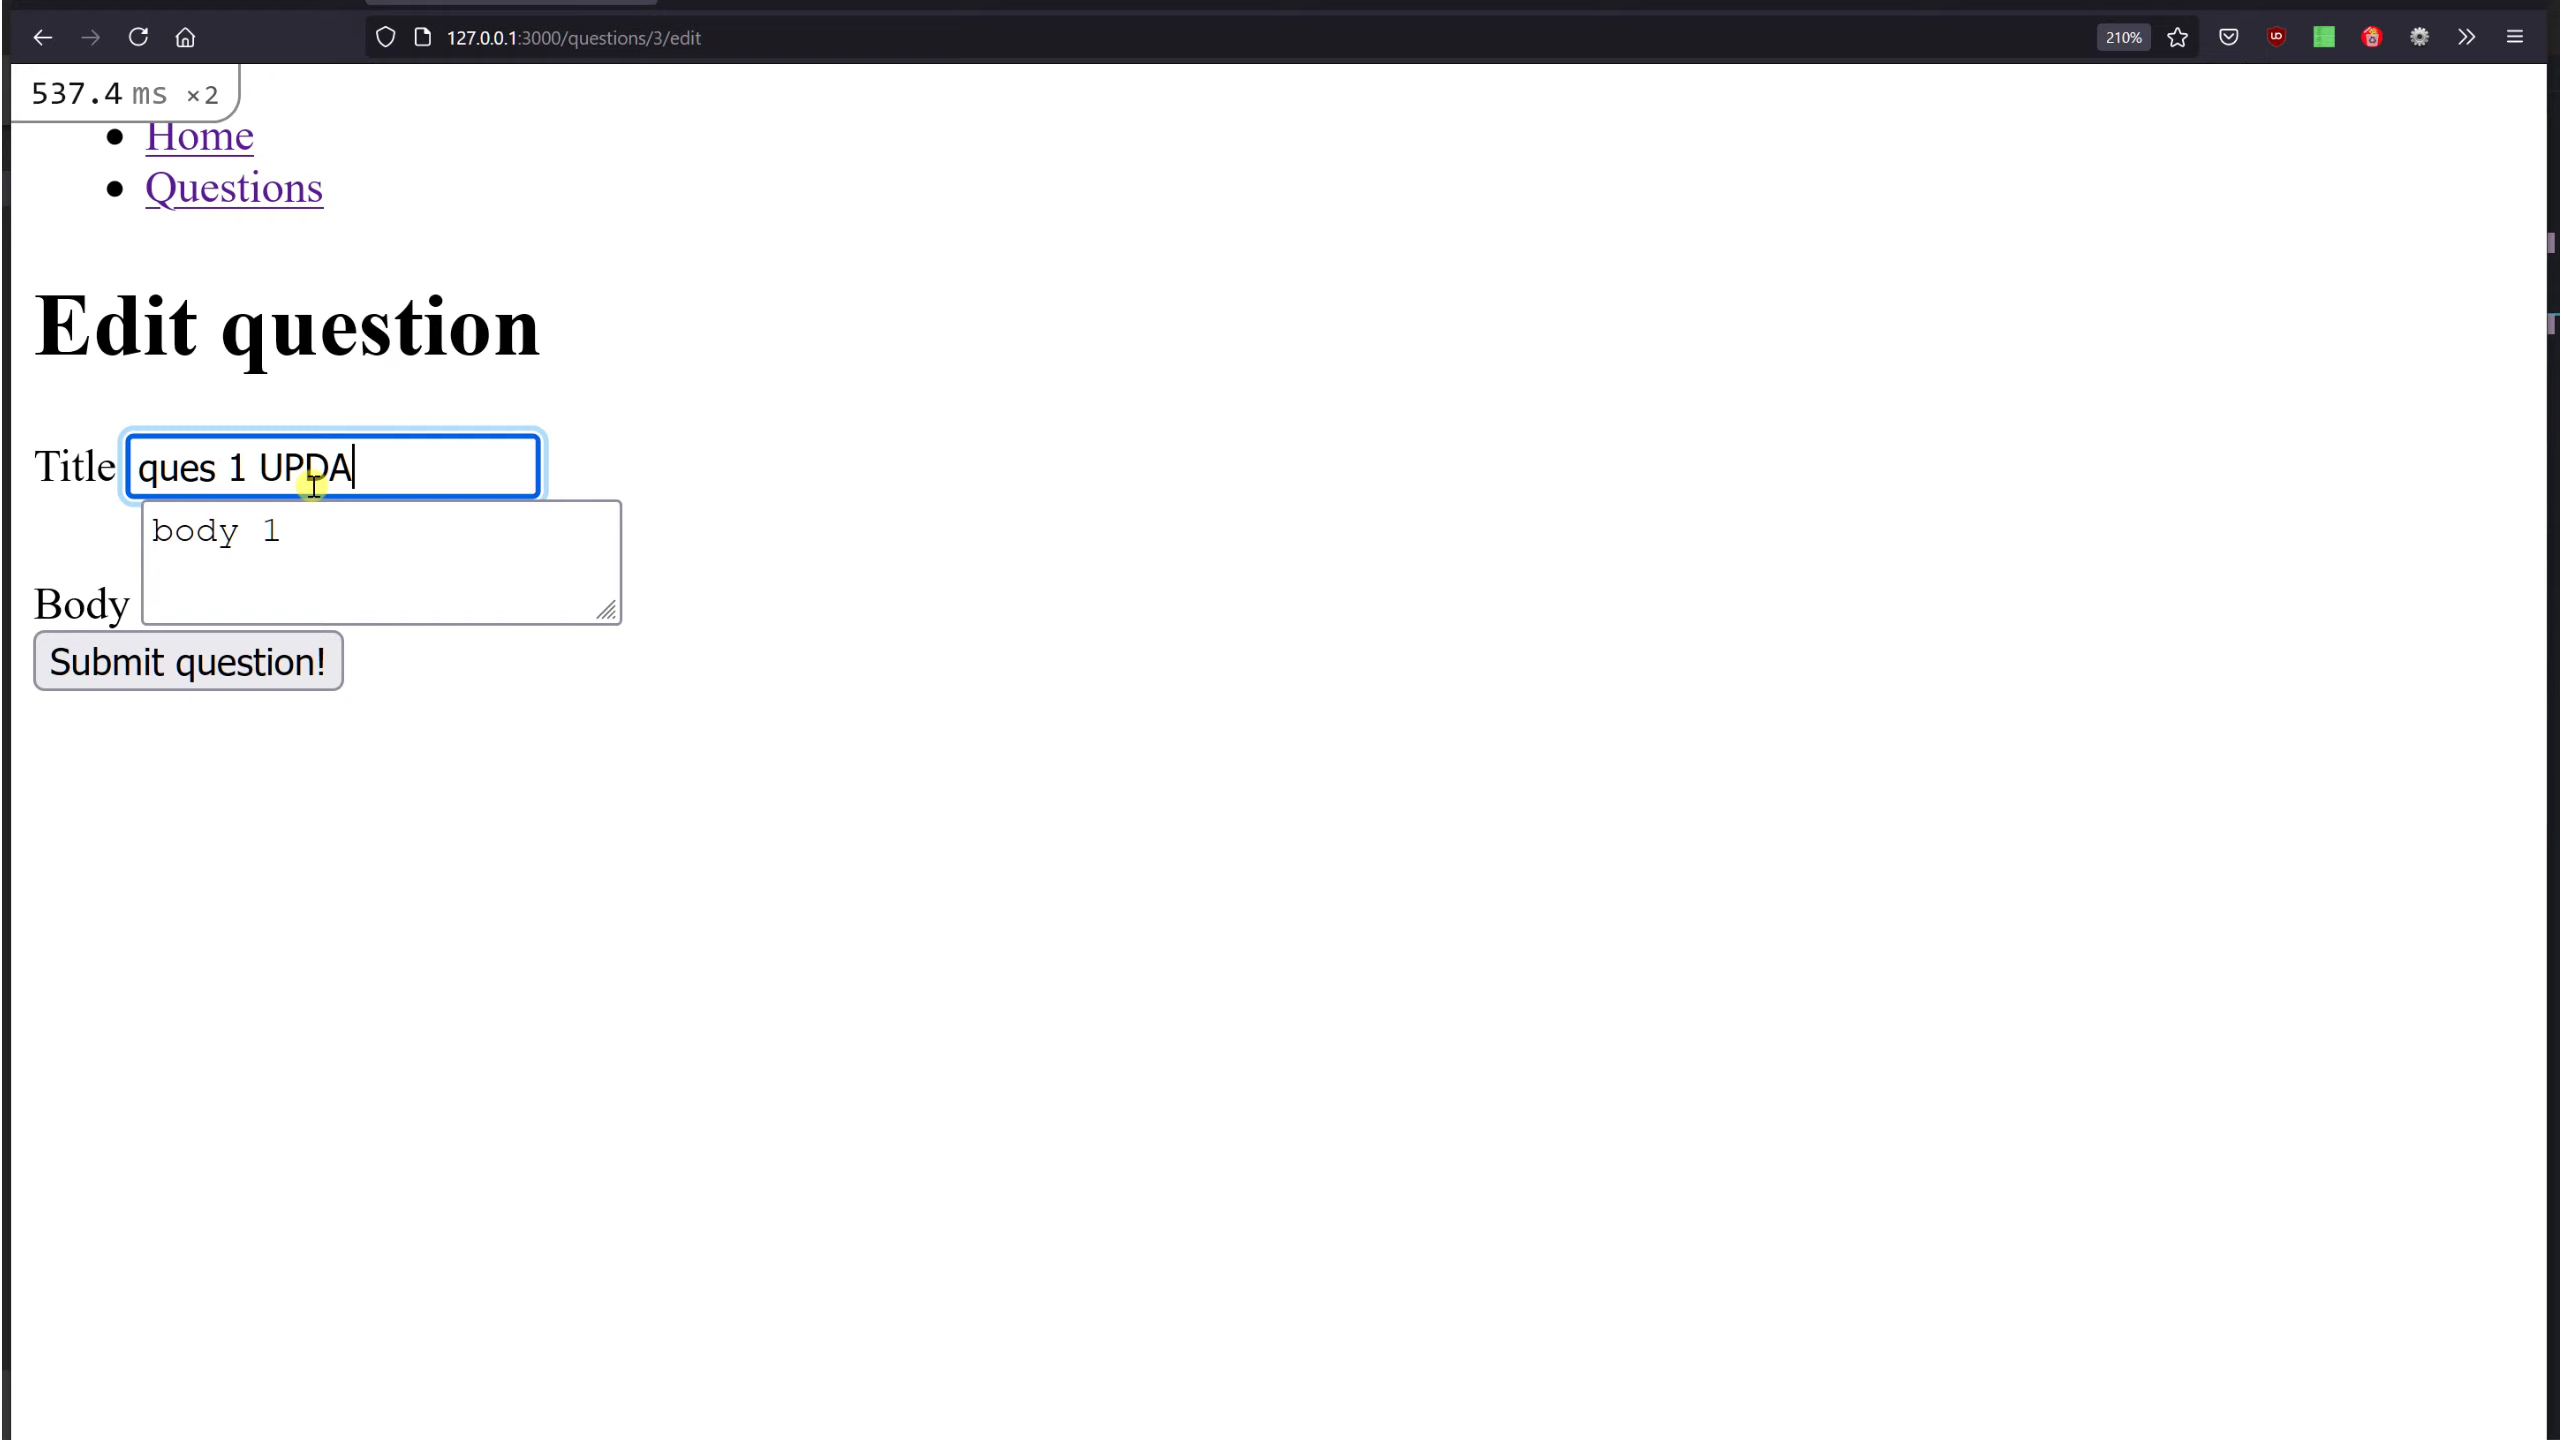 127.0.0.1:3000/questions/3/edit
210%
537.4 ms ×2
Home
Questions
Edit question
Title ques 1 UPDA
body 1
Body
Submit question!